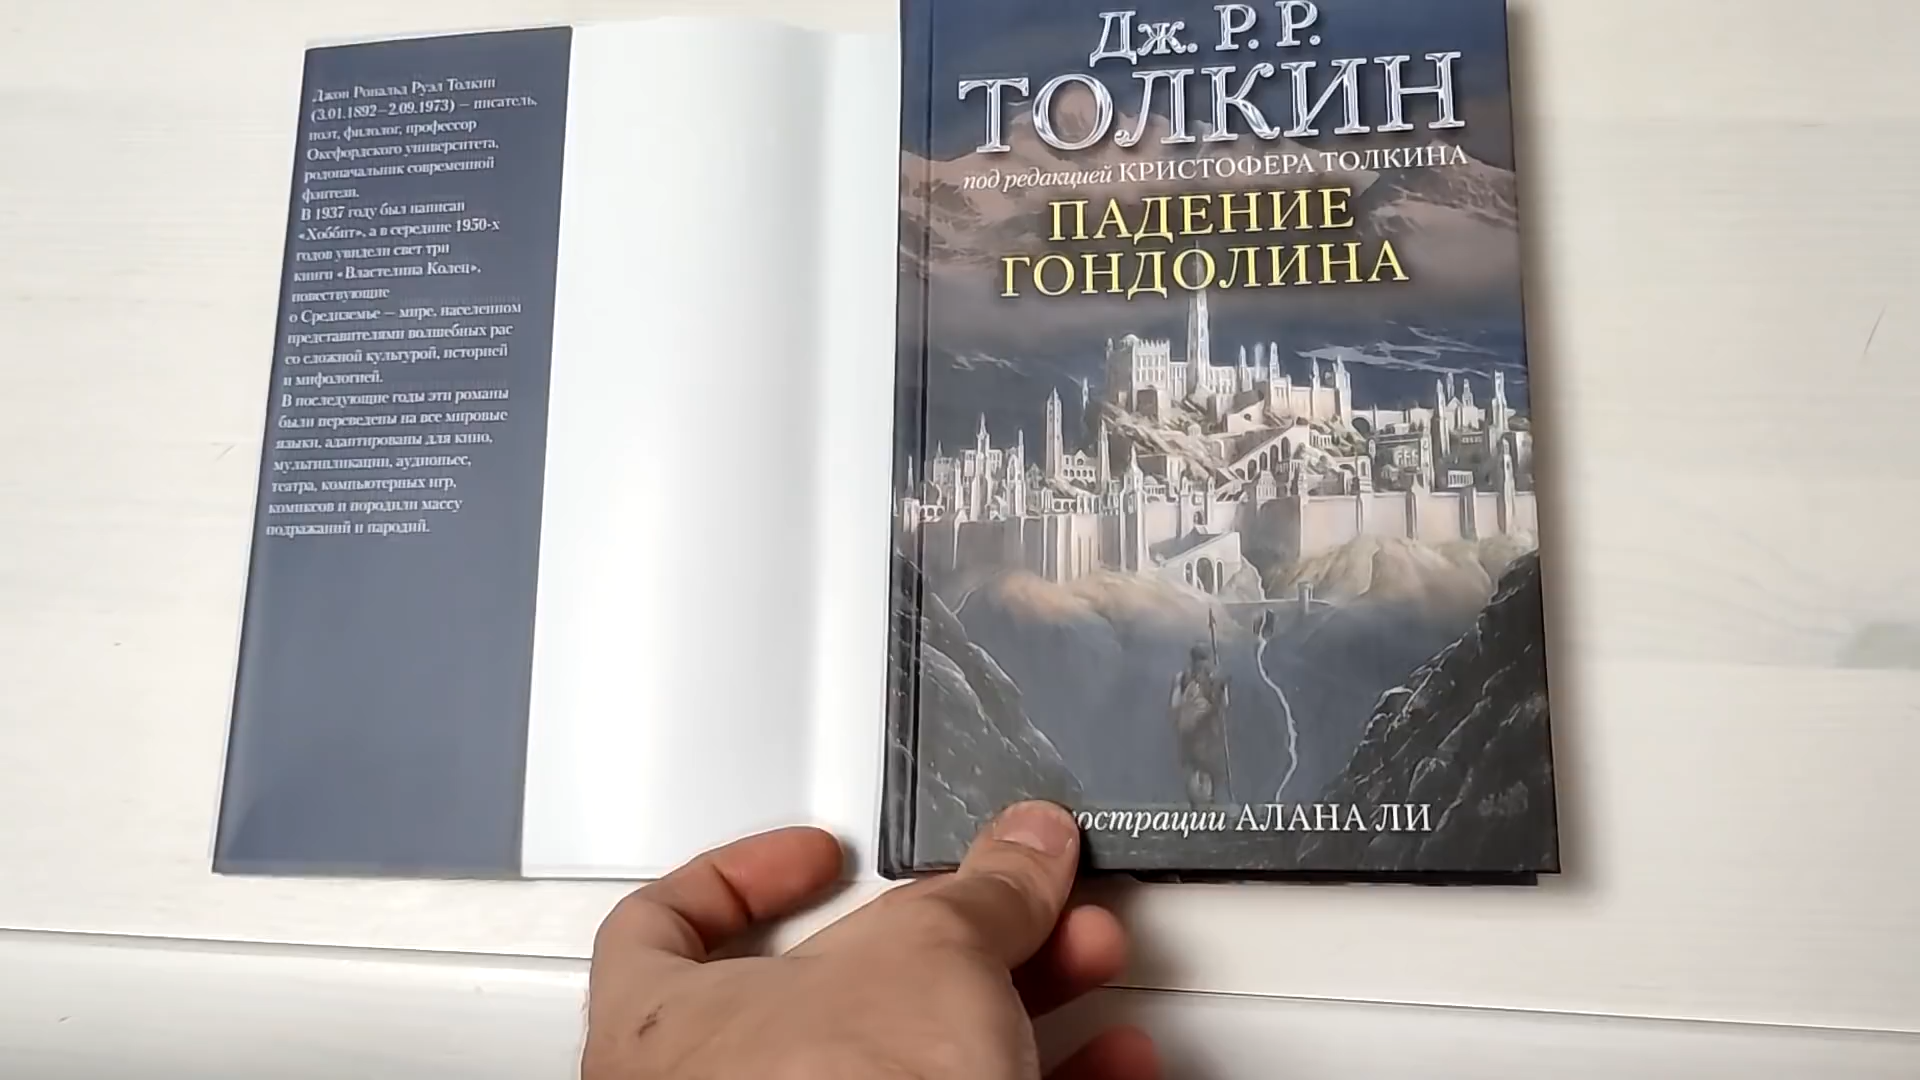 Джон Рональд Руэл Толкин
(3.01.1892–2.09.1973) – писатель,
поэт, филолог, профессор
Оксфордского университета,
родоначальник современной
фэнтези.
В 1937 году был написан
«Хоббит», а в середине 1950-х
годов увидели свет три
книги «Властелина Колец»,
повествующие
о Средиземье – мире, населенном
представителями волшебных рас
со сложной культурой, историей
и мифологией.
В последующие годы эти романы
были переведены на все мировые
языки, адаптированы для кино,
мультипликации, аудиопьес,
театра, компьютерных игр,
комиксов и породили массу
подражаний и пародий.
Дж. Р. Р.
ТОЛКИН
под редакцией КРИСТОФЕРА ТОЛКИНА
ПАДЕНИЕ
ГОНДОЛИНА
острации АЛАНА ЛИ